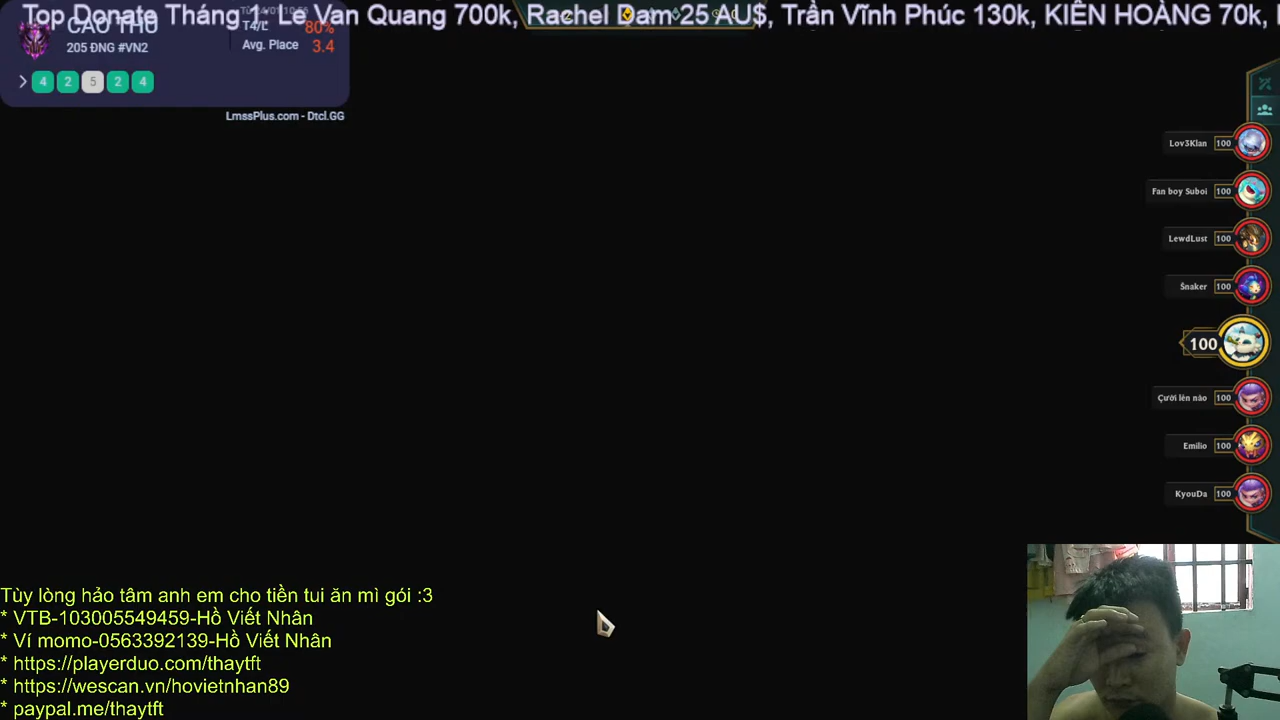 Top Donate Tháng 1: Le Van Quang 700k, Rachel Dam 25 AU$, Trần Vĩnh Phúc 130k, KIÊN HOÀNG 70k,
CAO THỦ
205 ĐNG #VN2
T4/L 80%
Avg. Place 3.4
4 2 5 2 4
LmssPlus.com - Dtcl.GG
Lov3Klan 100
Fan boy Suboi 100
LewdLust 100
Snaker 100
100
Cười lên nào 100
Emilio 100
KyouDa 100
Tùy lòng hảo tâm anh em cho tiền tui ăn mì gói :3
* VTB-103005549459-Hồ Viết Nhân
* Ví momo-0563392139-Hồ Viết Nhân
* https://playerduo.com/thaytft
* https://wescan.vn/hovietnhan89
* paypal.me/thaytft